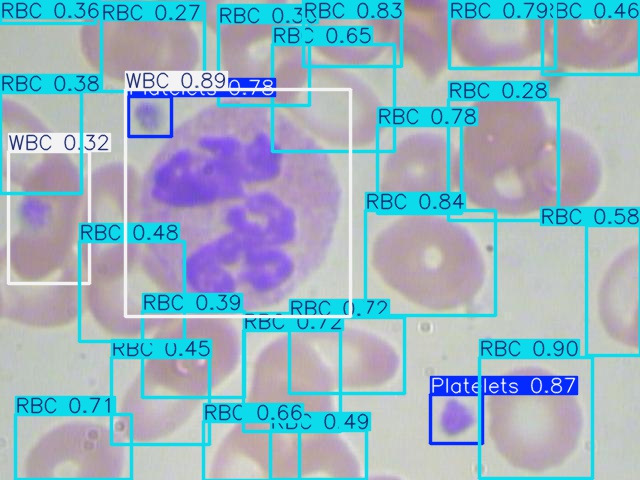 RBC 0.36
RBC 0.27
RBC 0.30
RBC 0.83
RBC 0.79
RBC 0.46
RBC 0.65
RBC 0.38
WBC 0.89
Platelets 0.78
RBC 0.78
RBC 0.28
WBC 0.32
RBC 0.84
RBC 0.58
RBC 0.48
RBC 0.39
RBC 0.72
RBC 0.72
RBC 0.45
RBC 0.90
Platelets 0.87
RBC 0.71
RBC 0.66
RBC 0.49